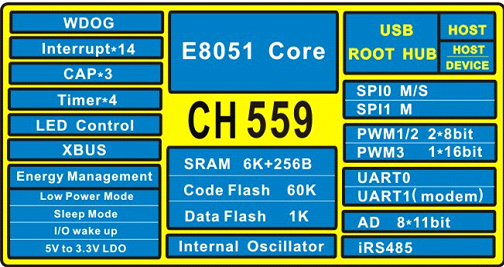 WDOG
Interrupt*14
CAP*3
Timer*4
LED Control
XBUS
Energy Management
Low Power Mode
Sleep Mode
I/O wake up
5V to 3.3V LDO
E8051 Core
CH559
SRAM 6K+256B
Code Flash 60K
Data Flash 1K
Internal Oscillator
USB
ROOT HUB
HOST
HOST
DEVICE
SPI0 M/S
SPI1 M
PWM1/2 2*8bit
PWM3 1*16bit
UART0
UART1(modem)
AD 8*11bit
iRS485